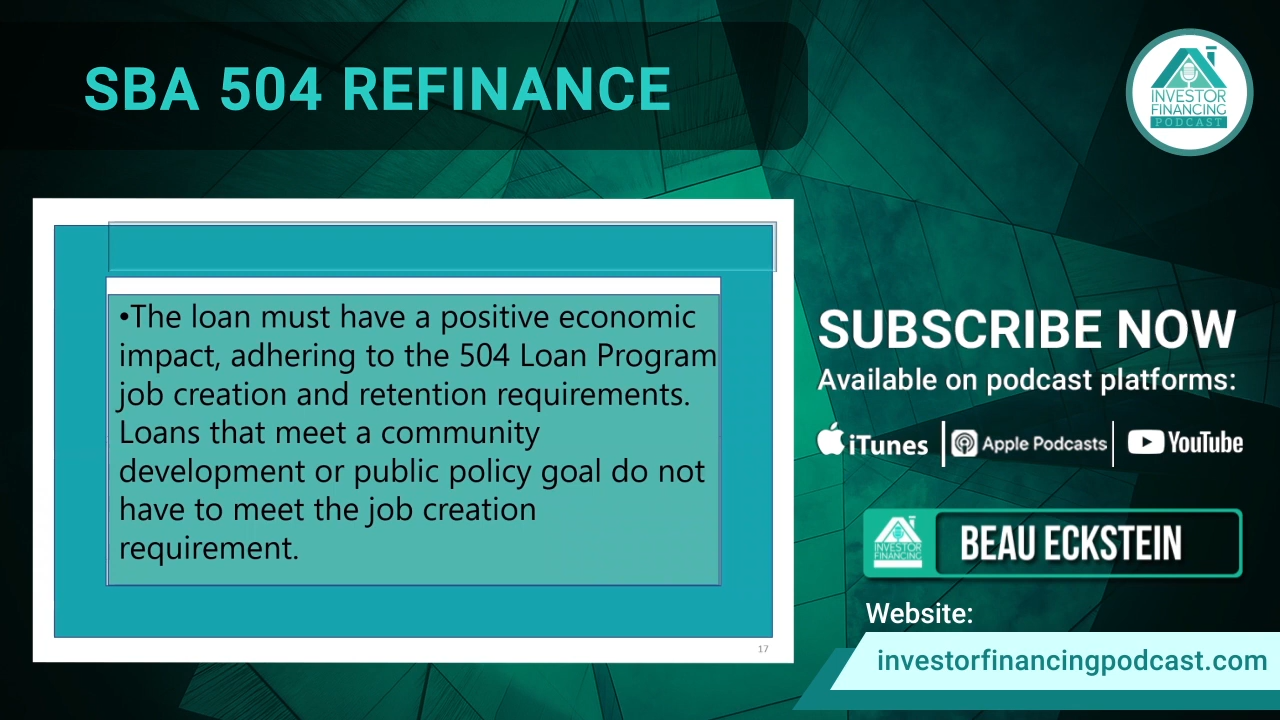 SBA 504 REFINANCE
INVESTOR
FINANCING
PODCAST
•The loan must have a positive economic
impact, adhering to the 504 Loan Program
job creation and retention requirements.
Loans that meet a community
development or public policy goal do not
have to meet the job creation
requirement.
17
SUBSCRIBE NOW
Available on podcast platforms:
iTunes
Apple Podcasts
YouTube
INVESTOR
FINANCING
BEAU ECKSTEIN
Website:
investorfinancingpodcast.com